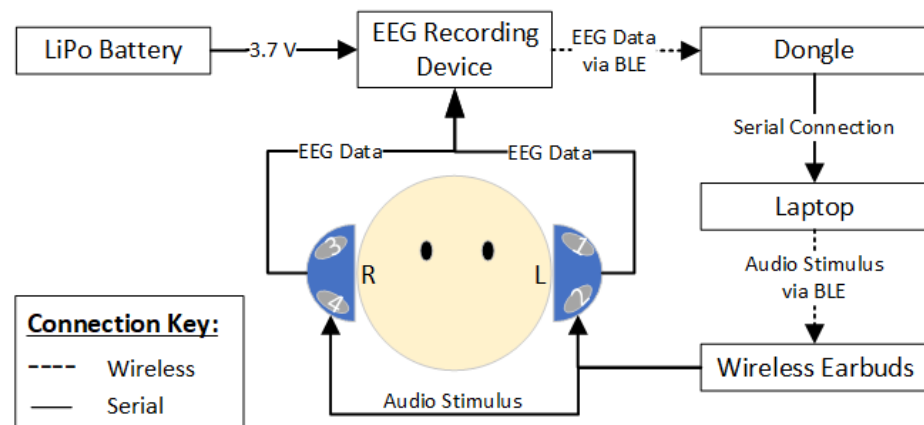 LiPo Battery
3.7 V
EEG Recording
Device
EEG Data
via BLE
Dongle
Serial Connection
EEG Data
EEG Data
Laptop
3
1
R
L
4
2
Audio Stimulus
via BLE
Connection Key:
Wireless
Serial
Wireless Earbuds
Audio Stimulus